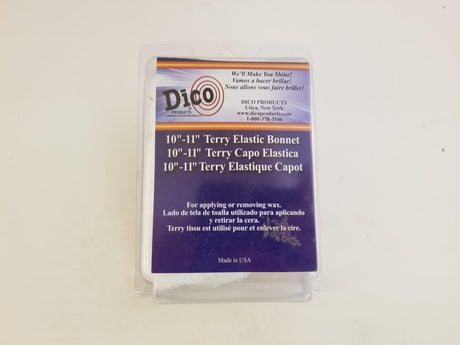 We'll Make You Shine!
Vamos a hacer brillar!
Nous allons vous faire briller!
Dico
PRODUCTS
DICO PRODUCTS
Utica, New York
www.dicoproducts.com
1-800-378-3546
10"-11" Terry Elastic Bonnet
10"-11" Terry Capo Elastica
10"-11" Terry Elastique Capot
For applying or removing wax.
Lado de tela de toalla utilizado para aplicando
y retirar la cera.
Terry tissu est utilisé pour et enlever la cire.
Made in USA